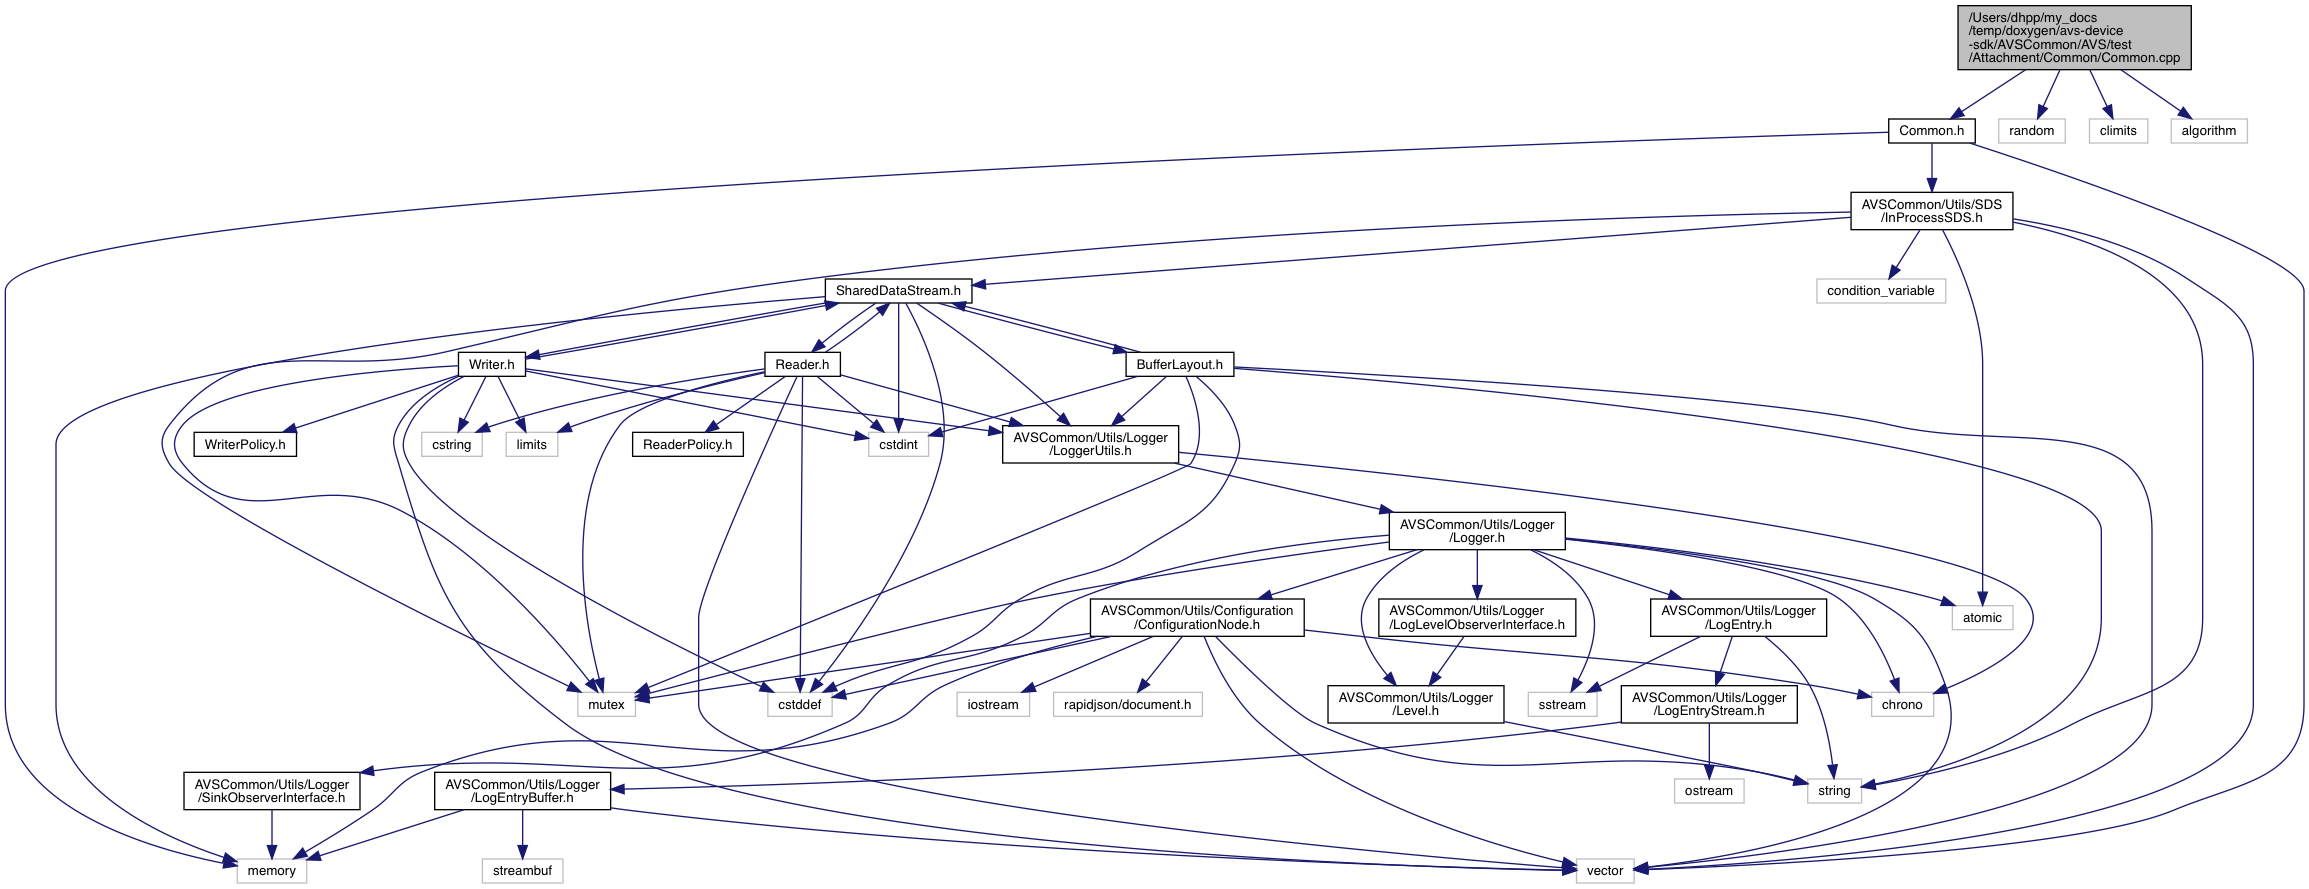 /Users/dhpp/my_docs
/temp/doxygen/avs-device
-sdk/AVSCommon/AVS/test
/Attachment/Common/Common.cpp
Common.h
random
climits
algorithm
AVSCommon/Utils/SDS
/InProcessSDS.h
SharedDataStream.h
condition_variable
Writer.h
Reader.h
BufferLayout.h
WriterPolicy.h
cstring
limits
ReaderPolicy.h
cstdint
AVSCommon/Utils/Logger
/LoggerUtils.h
AVSCommon/Utils/Logger
/Logger.h
AVSCommon/Utils/Configuration
/ConfigurationNode.h
AVSCommon/Utils/Logger
/LogLevelObserverInterface.h
AVSCommon/Utils/Logger
/LogEntry.h
atomic
mutex
cstddef
iostream
rapidjson/document.h
AVSCommon/Utils/Logger
/Level.h
sstream
AVSCommon/Utils/Logger
/LogEntryStream.h
chrono
AVSCommon/Utils/Logger
/SinkObserverInterface.h
AVSCommon/Utils/Logger
/LogEntryBuffer.h
ostream
string
memory
streambuf
vector